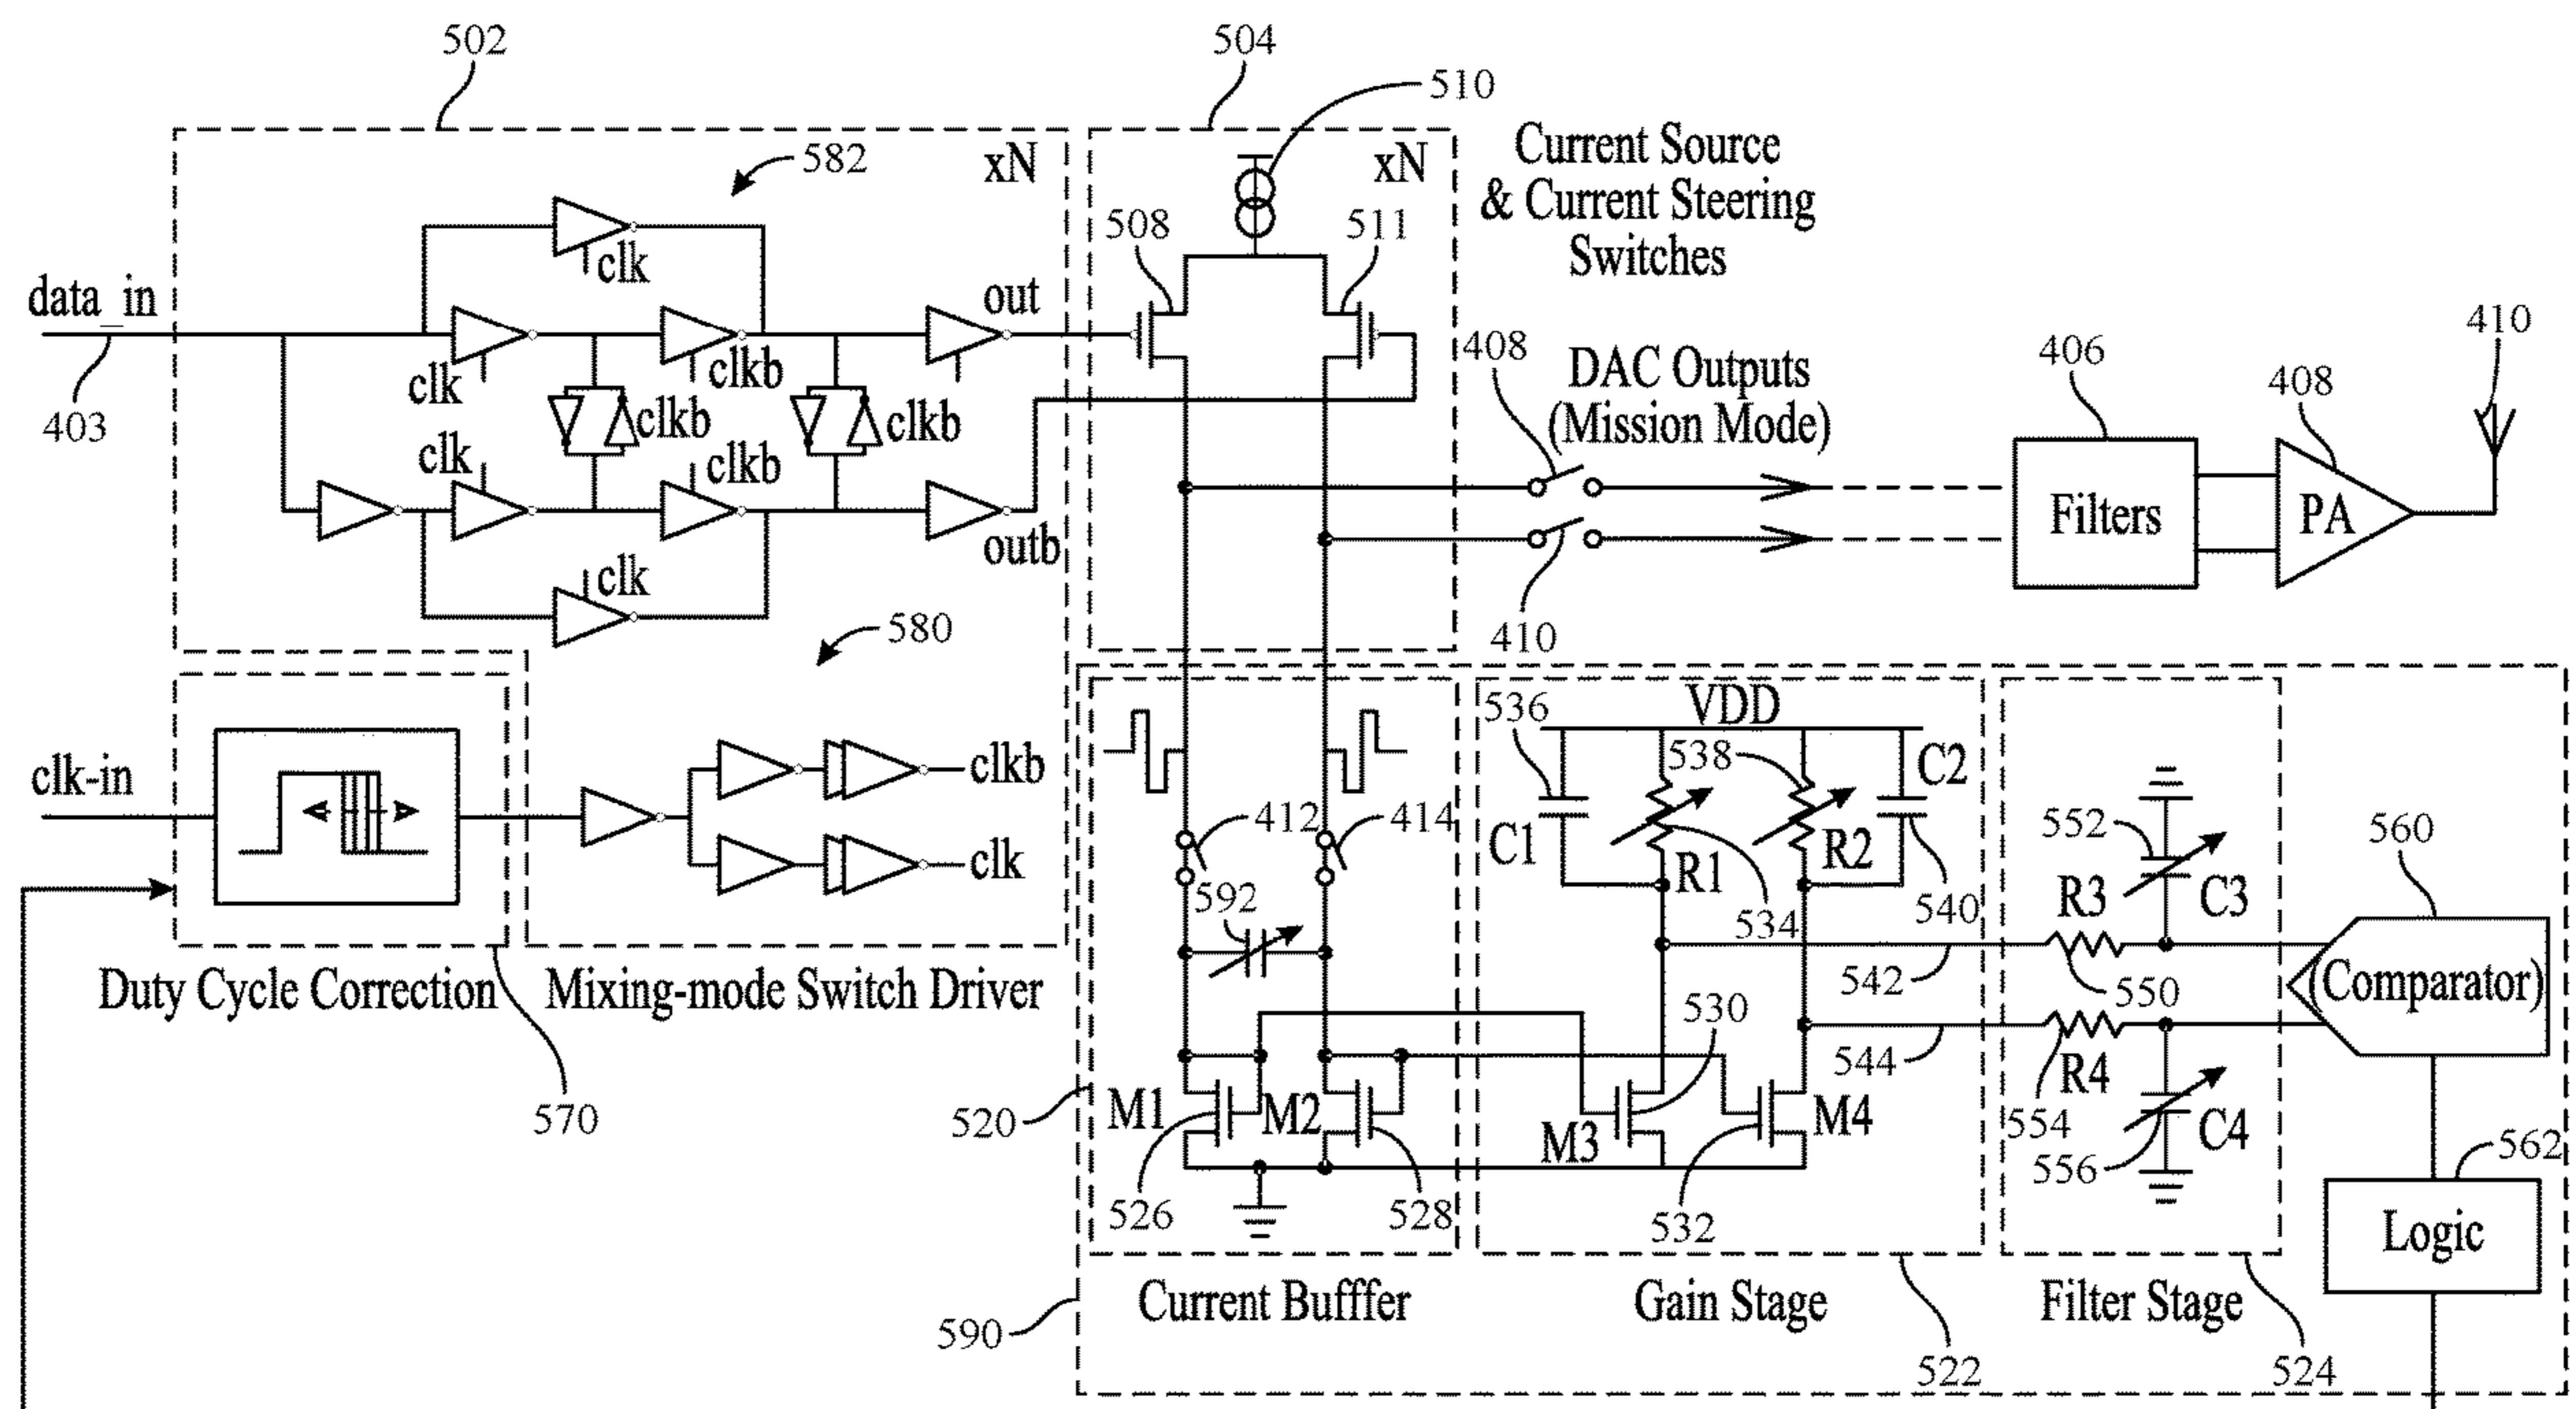 502
504
510
582
xN
xN
Current Source
& Current Steering
Switches
508
511
clk
data_in
out
410
408
DAC Outputs
(Mission Mode)
406
408
clk
clkb
403
clkb
clkb
clk
clkb
Filters
PA
outb
clk
410
580
VDD
536
538
C2
clk-in
clkb
412
414
552
560
C1
R1
R2
clk
592
534
540
R3
C3
Duty Cycle Correction
Mixing-mode Switch Driver
542
550
(Comparator)
530
544
R4
570
520
M1
M2
M3
M4
554
C4
556
562
526
528
532
Logic
Current Bufffer
Gain Stage
Filter Stage
590
522
524